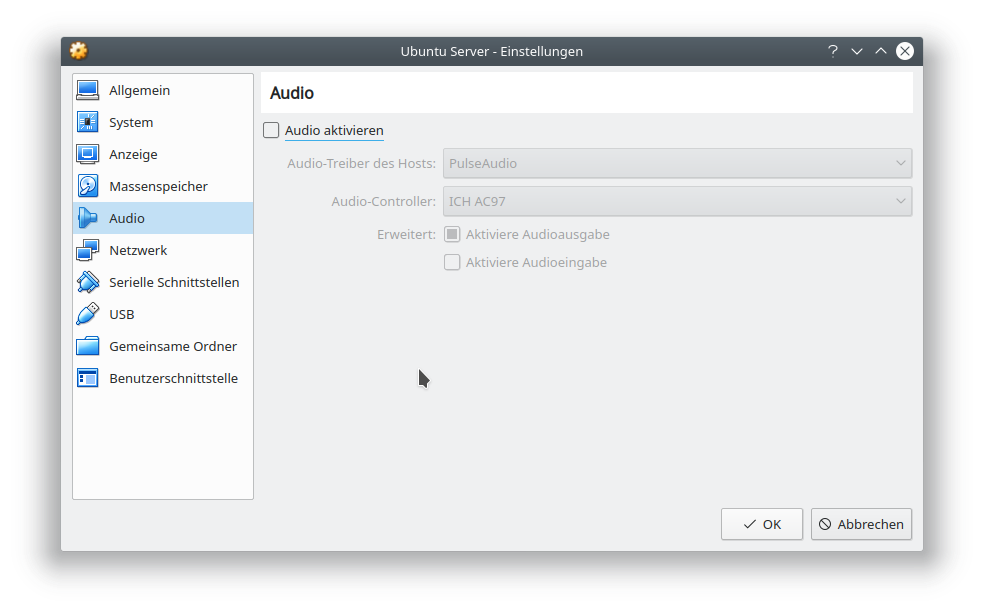 Ubuntu Server - Einstellungen
Allgemein
System
Anzeige
Massenspeicher
Audio
Netzwerk
Serielle Schnittstellen
USB
Gemeinsame Ordner
Benutzerschnittstelle
Audio
Audio aktivieren
Audio-Treiber des Hosts: PulseAudio
Audio-Controller: ICH AC97
Erweitert: Aktiviere Audioausgabe
Aktiviere Audioeingabe
OK Abbrechen